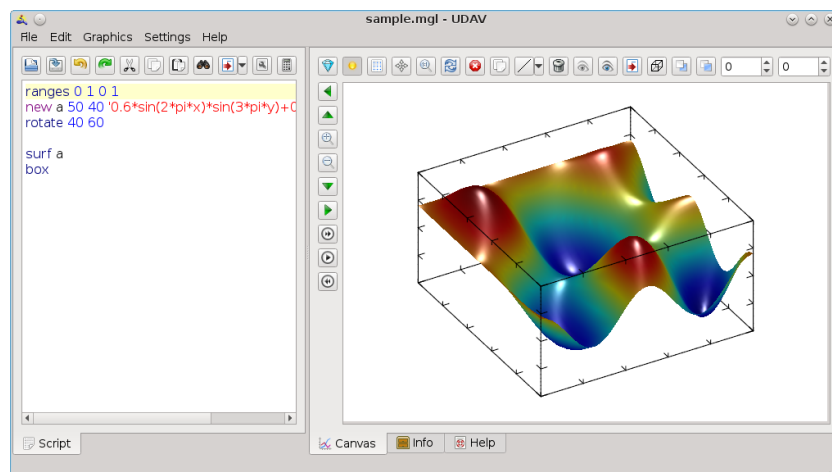 sample.mgl - UDAV
File Edit Graphics Settings Help
0 0
ranges 0 1 0 1
new a 50 40 '0.6*sin(2*pi*x)*sin(3*pi*y)+0
rotate 40 60
surf a
box
Script
Canvas Info Help